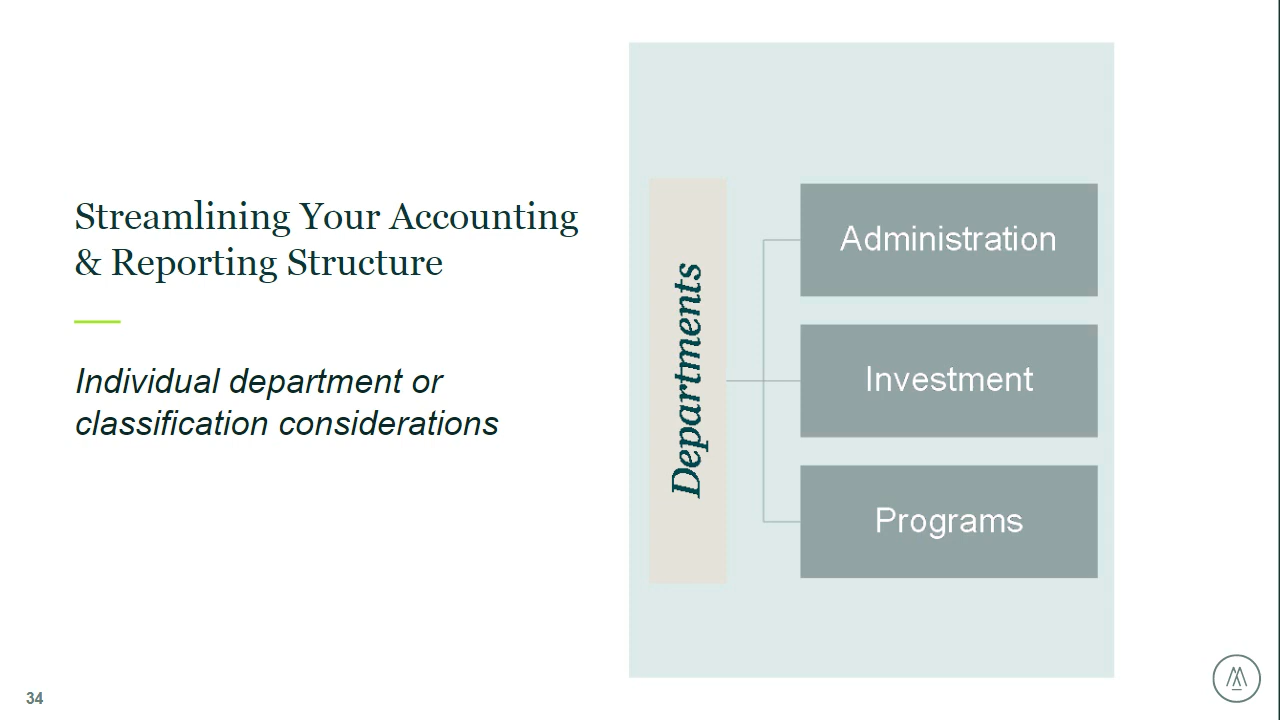 Streamlining Your Accounting
& Reporting Structure
Individual department or
classification considerations
Departments
Administration
Investment
Programs
34